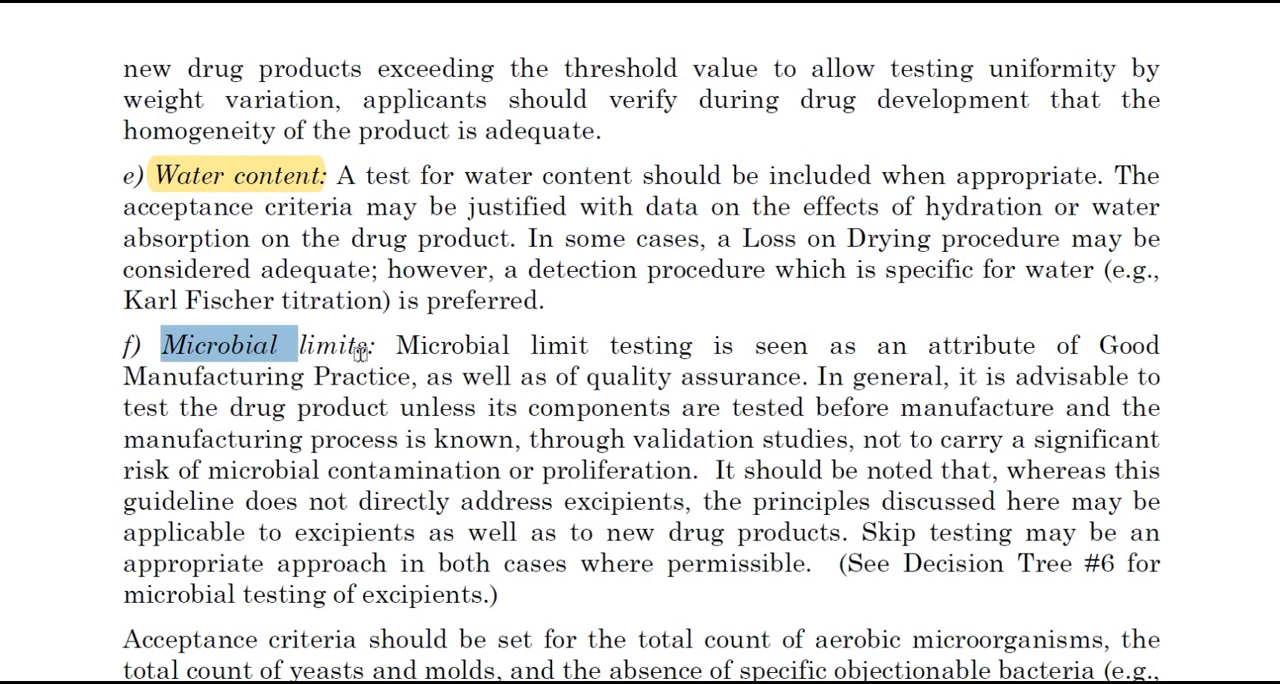 new drug products exceeding the threshold value to allow testing uniformity by
weight variation, applicants should verify during drug development that the
homogeneity of the product is adequate.
e) Water content: A test for water content should be included when appropriate. The
acceptance criteria may be justified with data on the effects of hydration or water
absorption on the drug product. In some cases, a Loss on Drying procedure may be
considered adequate; however, a detection procedure which is specific for water (e.g.,
Karl Fischer titration) is preferred.
f) Microbial limits: Microbial limit testing is seen as an attribute of Good
Manufacturing Practice, as well as of quality assurance. In general, it is advisable to
test the drug product unless its components are tested before manufacture and the
manufacturing process is known, through validation studies, not to carry a significant
risk of microbial contamination or proliferation. It should be noted that, whereas this
guideline does not directly address excipients, the principles discussed here may be
applicable to excipients as well as to new drug products. Skip testing may be an
appropriate approach in both cases where permissible. (See Decision Tree #6 for
microbial testing of excipients.)
Acceptance criteria should be set for the total count of aerobic microorganisms, the
total count of yeasts and molds, and the absence of specific objectionable bacteria (e.g.,